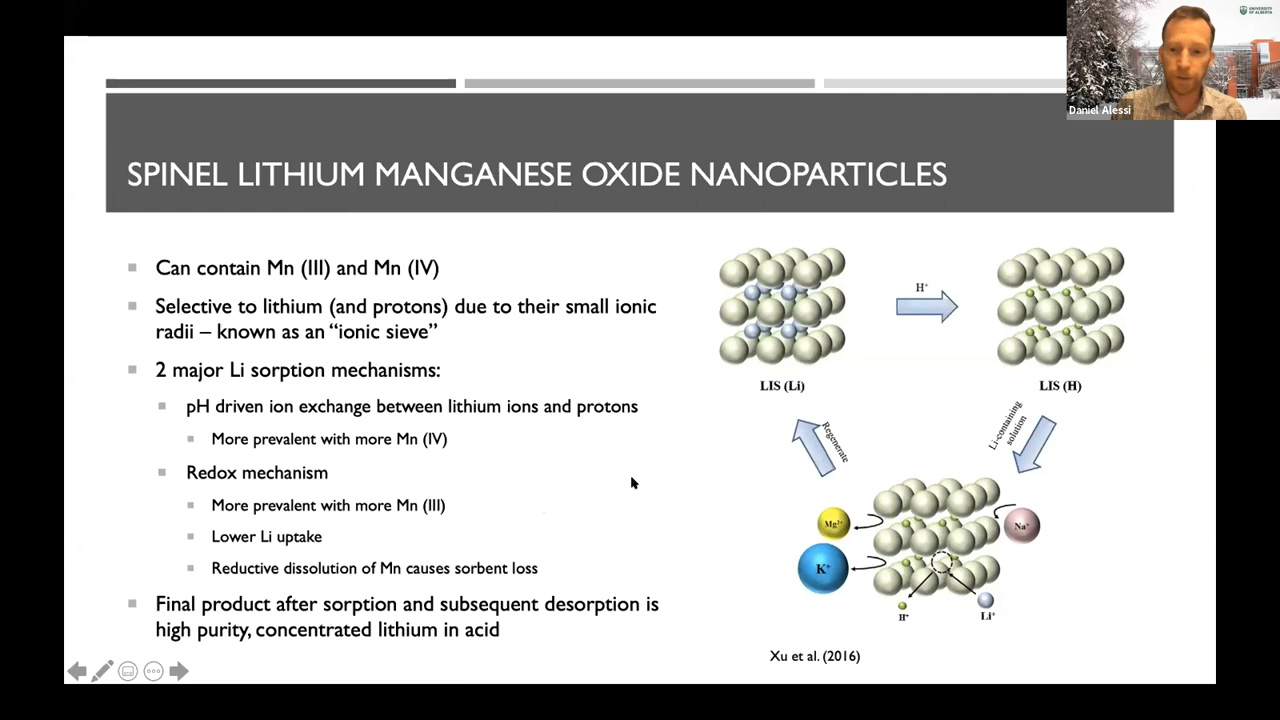 UNIVERSITY
OF ALBERTA
Daniel Alessi
SPINEL LITHIUM MANGANESE OXIDE NANOPARTICLES
Can contain Mn (III) and Mn (IV)
Selective to lithium (and protons) due to their small ionic
radii – known as an “ionic sieve”
2 major Li sorption mechanisms:
pH driven ion exchange between lithium ions and protons
More prevalent with more Mn (IV)
Redox mechanism
More prevalent with more Mn (III)
Lower Li uptake
Reductive dissolution of Mn causes sorbent loss
Final product after sorption and subsequent desorption is
high purity, concentrated lithium in acid
H⁺
LIS (Li)
LIS (H)
Regenerate
Li-containing
solution
Mg²⁺
Na⁺
K⁺
H⁺
Li⁺
Xu et al. (2016)